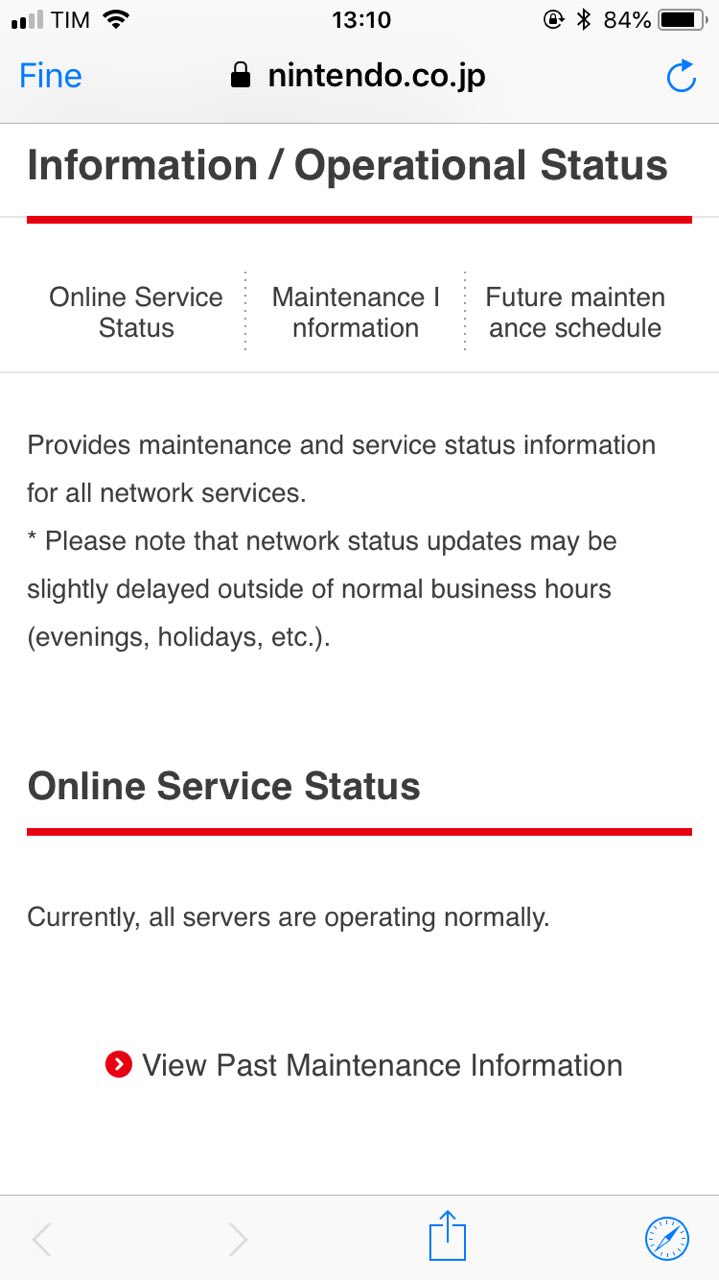 TIM 13:10 84%
Fine nintendo.co.jp
Information / Operational Status
Online Service
Status
Maintenance I
nformation
Future mainten
ance schedule
Provides maintenance and service status information
for all network services.
* Please note that network status updates may be
slightly delayed outside of normal business hours
(evenings, holidays, etc.).
Online Service Status
Currently, all servers are operating normally.
View Past Maintenance Information